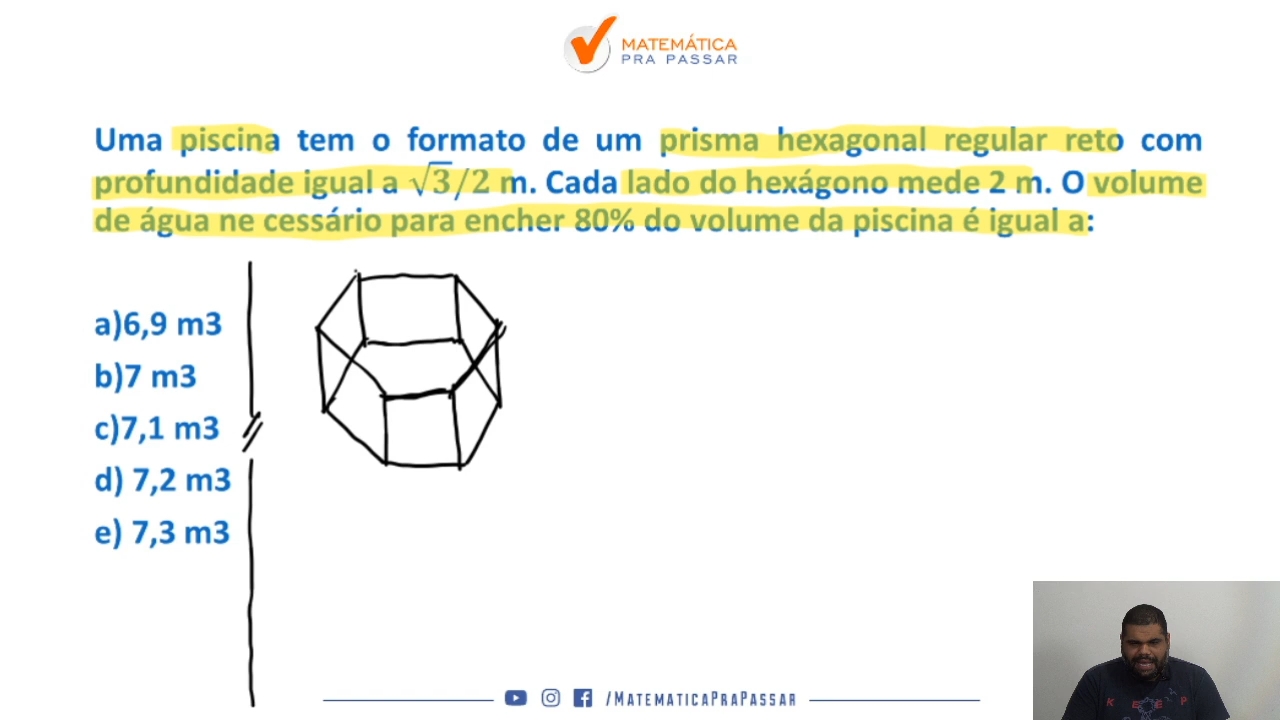 MATEMÁTICA
PRA PASSAR
Uma piscina tem o formato de um prisma hexagonal regular reto com
profundidade igual a √3/2 m. Cada lado do hexágono mede 2 m. O volume
de água ne cessário para encher 80% do volume da piscina é igual a:
a)6,9 m3
b)7 m3
c)7,1 m3
d) 7,2 m3
e) 7,3 m3
K E E P
/MATEMATICAPRAPASSAR